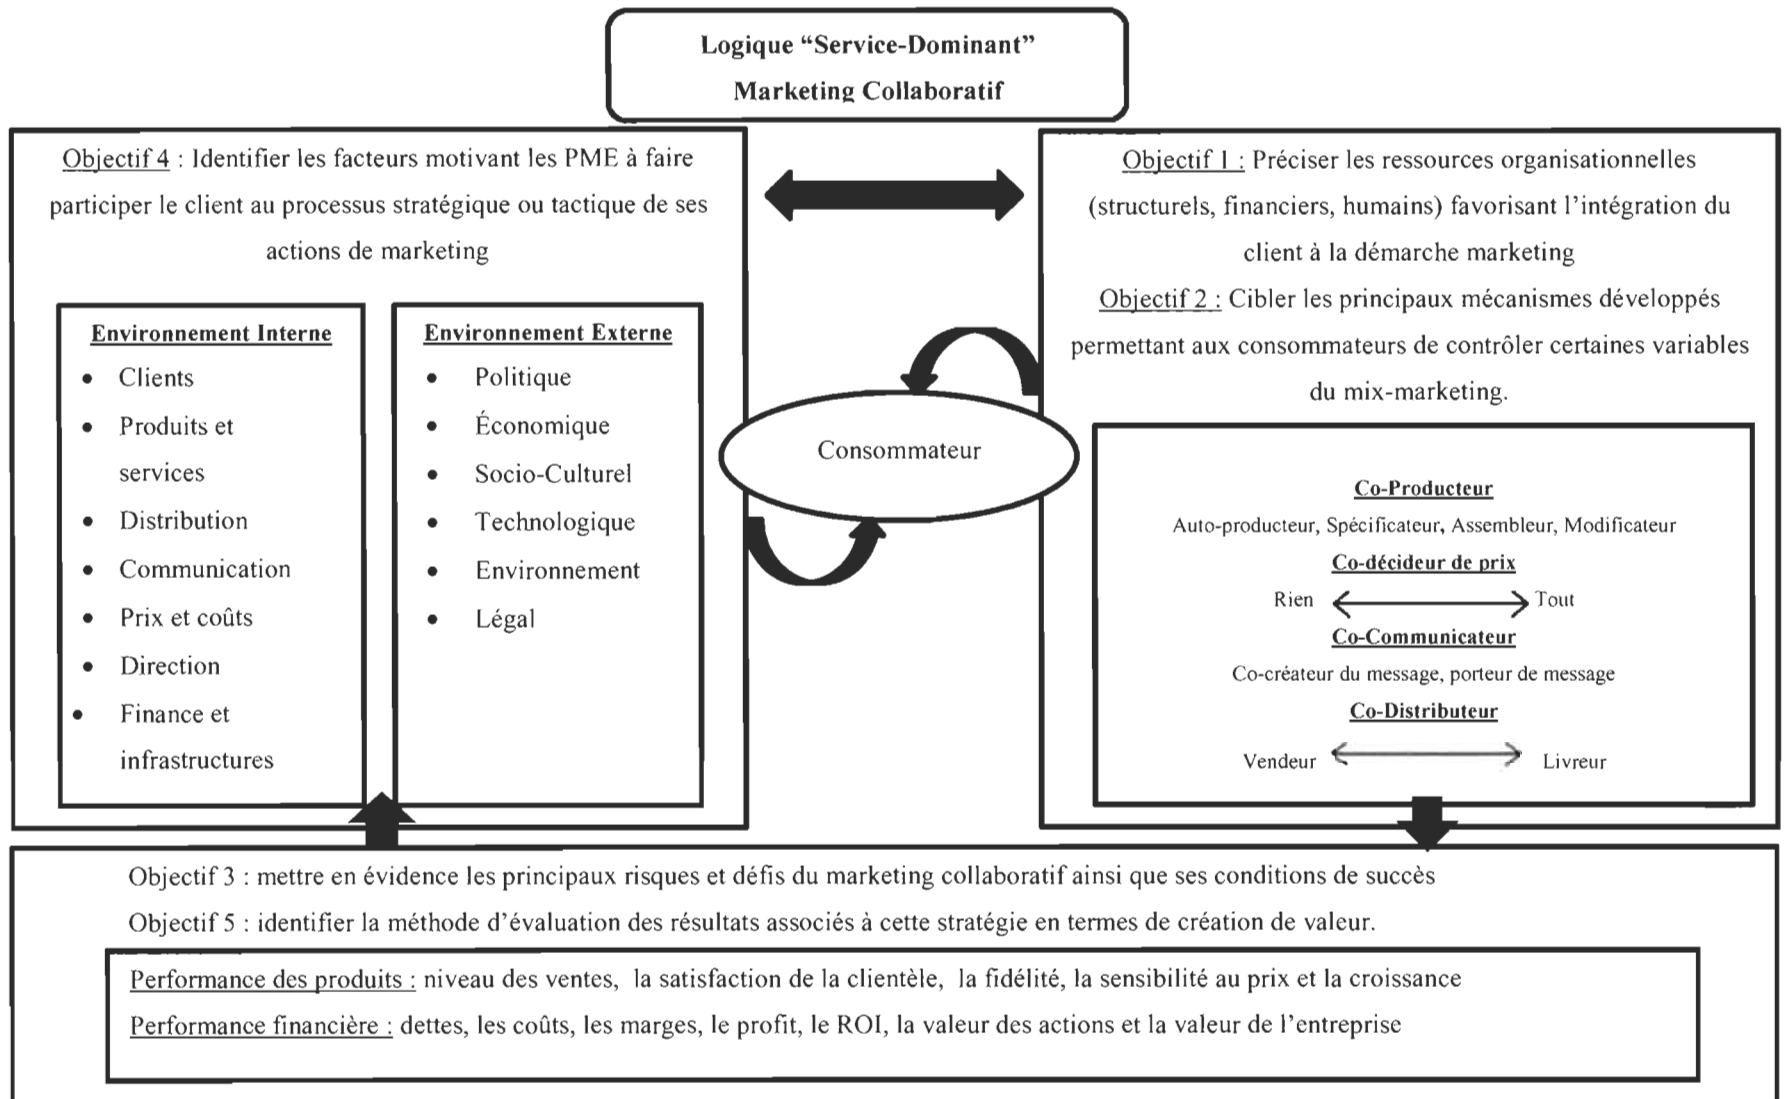 Logique “Service-Dominant”
Marketing Collaboratif
Objectif 4 : Identifier les facteurs motivant les PME à faire
participer le client au processus stratégique ou tactique de ses
actions de marketing
Environnement Interne
• Clients
• Produits et
services
• Distribution
• Communication
• Prix et coûts
• Direction
• Finance et
infrastructures
Environnement Externe
• Politique
• Économique
• Socio-Culturel
• Technologique
• Environnement
• Légal
Consommateur
Objectif 1 : Préciser les ressources organisationnelles
(structurels, financiers, humains) favorisant l’intégration du
client à la démarche marketing
Objectif 2 : Cibler les principaux mécanismes développés
permettant aux consommateurs de contrôler certaines variables
du mix-marketing.
Co-Producteur
Auto-producteur, Spécificateur, Assembleur, Modificateur
Co-décideur de prix
Rien Tout
Co-Communicateur
Co-créateur du message, porteur de message
Co-Distributeur
Vendeur Livreur
Objectif 3 : mettre en évidence les principaux risques et défis du marketing collaboratif ainsi que ses conditions de succès
Objectif 5 : identifier la méthode d’évaluation des résultats associés à cette stratégie en termes de création de valeur.
Performance des produits : niveau des ventes, la satisfaction de la clientèle, la fidélité, la sensibilité au prix et la croissance
Performance financière : dettes, les coûts, les marges, le profit, le ROI, la valeur des actions et la valeur de l’entreprise